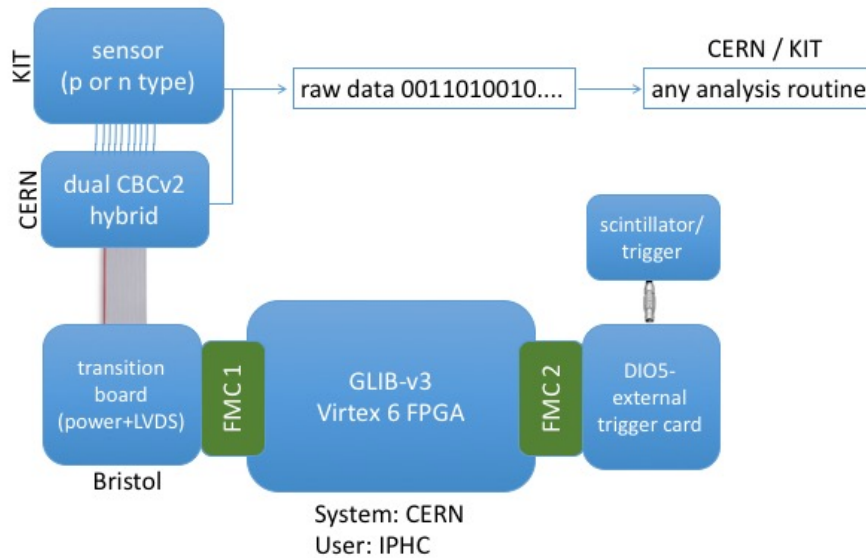 KIT
sensor
(p or n type)
raw data 0011010010....
CERN / KIT
any analysis routine
CERN
dual CBCv2
hybrid
scintillator/
trigger
transition
board
(power+LVDS)
Bristol
FMC 1
GLIB-v3
Virtex 6 FPGA
FMC 2
DIO5-
external
trigger card
System: CERN
User: IPHC